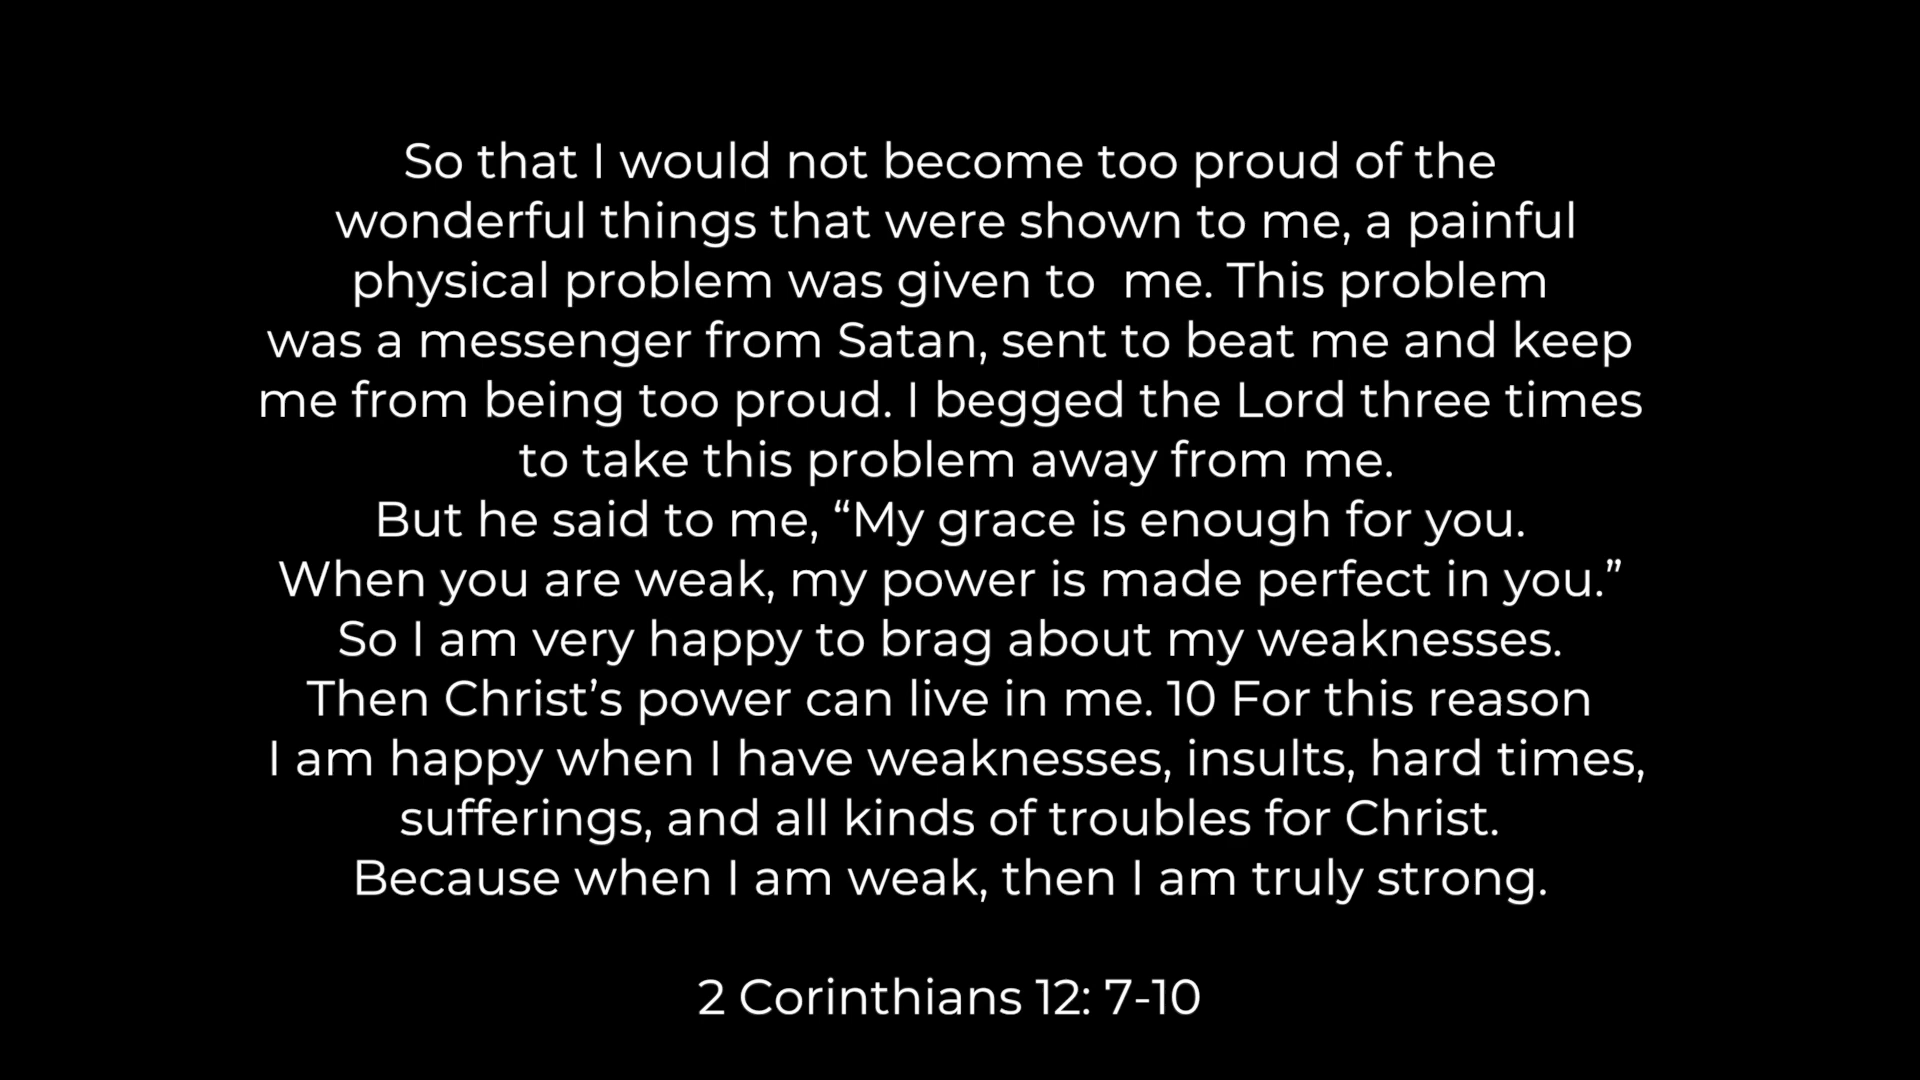 So that I would not become too proud of the
wonderful things that were shown to me, a painful
physical problem was given to  me. This problem
was a messenger from Satan, sent to beat me and keep
me from being too proud. I begged the Lord three times
to take this problem away from me.
But he said to me, “My grace is enough for you.
When you are weak, my power is made perfect in you.”
So I am very happy to brag about my weaknesses.
Then Christ’s power can live in me. 10 For this reason
I am happy when I have weaknesses, insults, hard times,
sufferings, and all kinds of troubles for Christ.
Because when I am weak, then I am truly strong.
2 Corinthians 12: 7-10